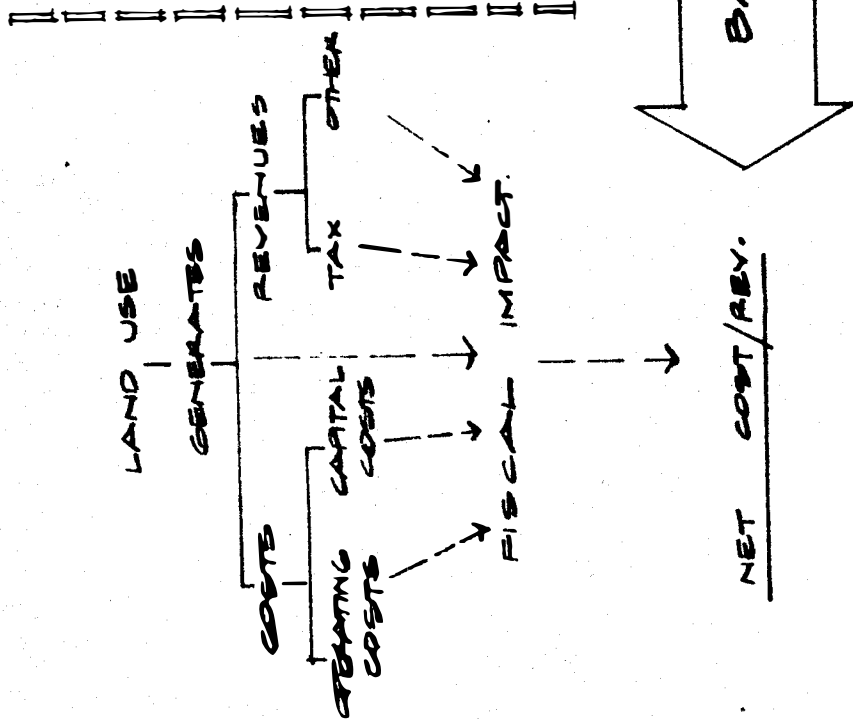 LAND USE
GENERATES
COSTS REVENUES
OPERATING COSTS
CAPITAL COSTS
TAX
OTHER
FISCAL IMPACT.
NET COST/REV.